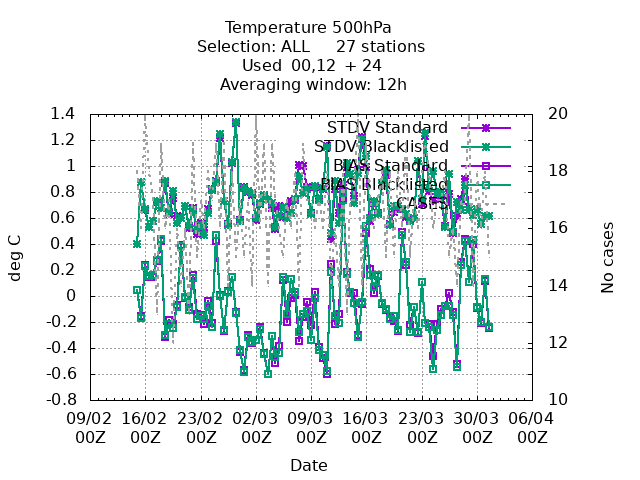 Temperature 500hPa
Selection: ALL 27 stations
Used 00,12 + 24
Averaging window: 12h
STDV Standard
STDV Blacklisted
BIAS Standard
BIAS Blacklisted
CASES
deg C
1.4
1.2
1
0.8
0.6
0.4
0.2
0
-0.2
-0.4
-0.6
-0.8
No cases
20
18
16
14
12
10
09/02 16/02 23/02 02/03 09/03 16/03 23/03 30/03 06/04
00Z 00Z 00Z 00Z 00Z 00Z 00Z 00Z 00Z
Date